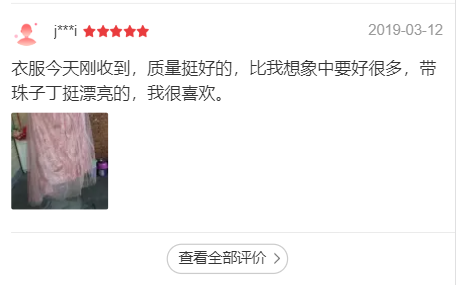 j***i 2019-03-12
衣服今天刚收到，质量挺好的，比我想象中要好很多，带
珠子丁挺漂亮的，我很喜欢。
查看全部评价